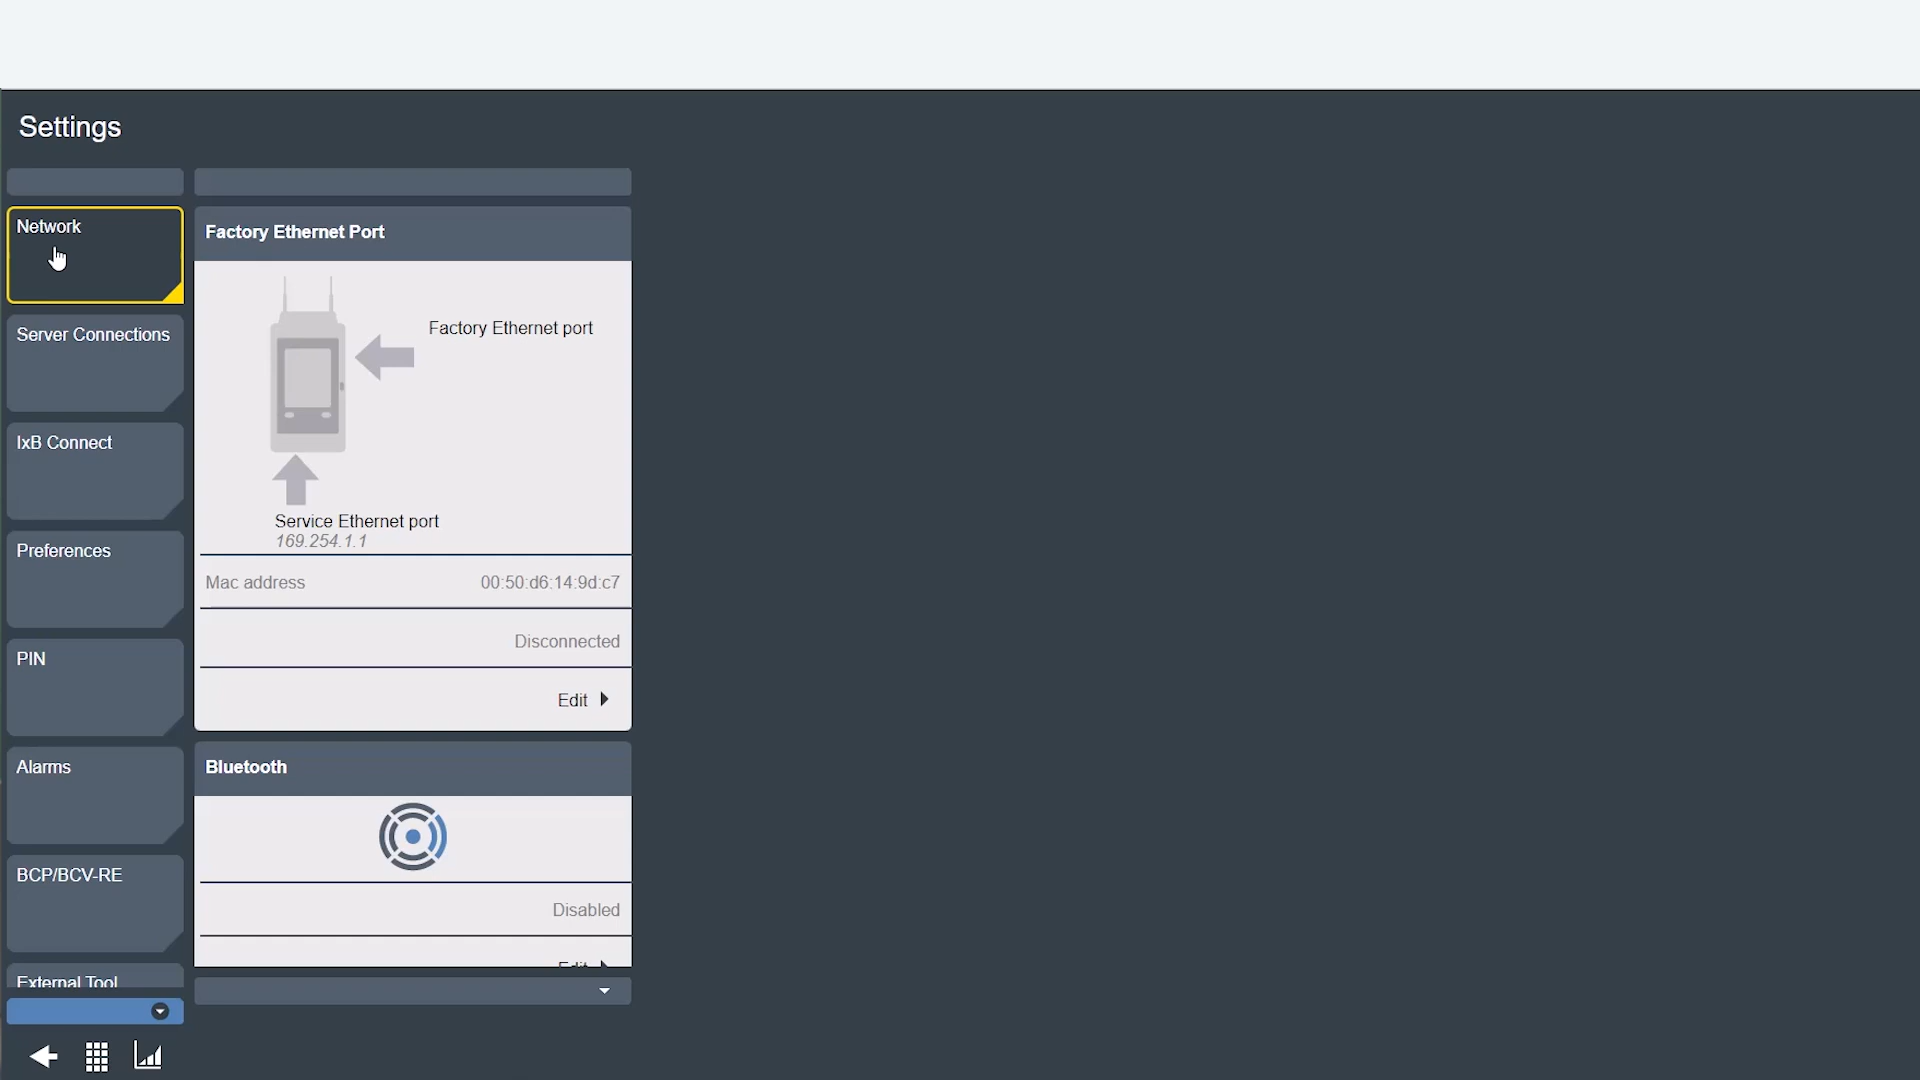 Settings
Network
Server Connections
IxB Connect
Preferences
PIN
Alarms
BCP/BCV-RE
External Tool
Factory Ethernet Port
Factory Ethernet port
Service Ethernet port
169.254.1.1
Mac address 00:50:d6:14:9d:c7
Disconnected
Edit
Bluetooth
Disabled
Edit